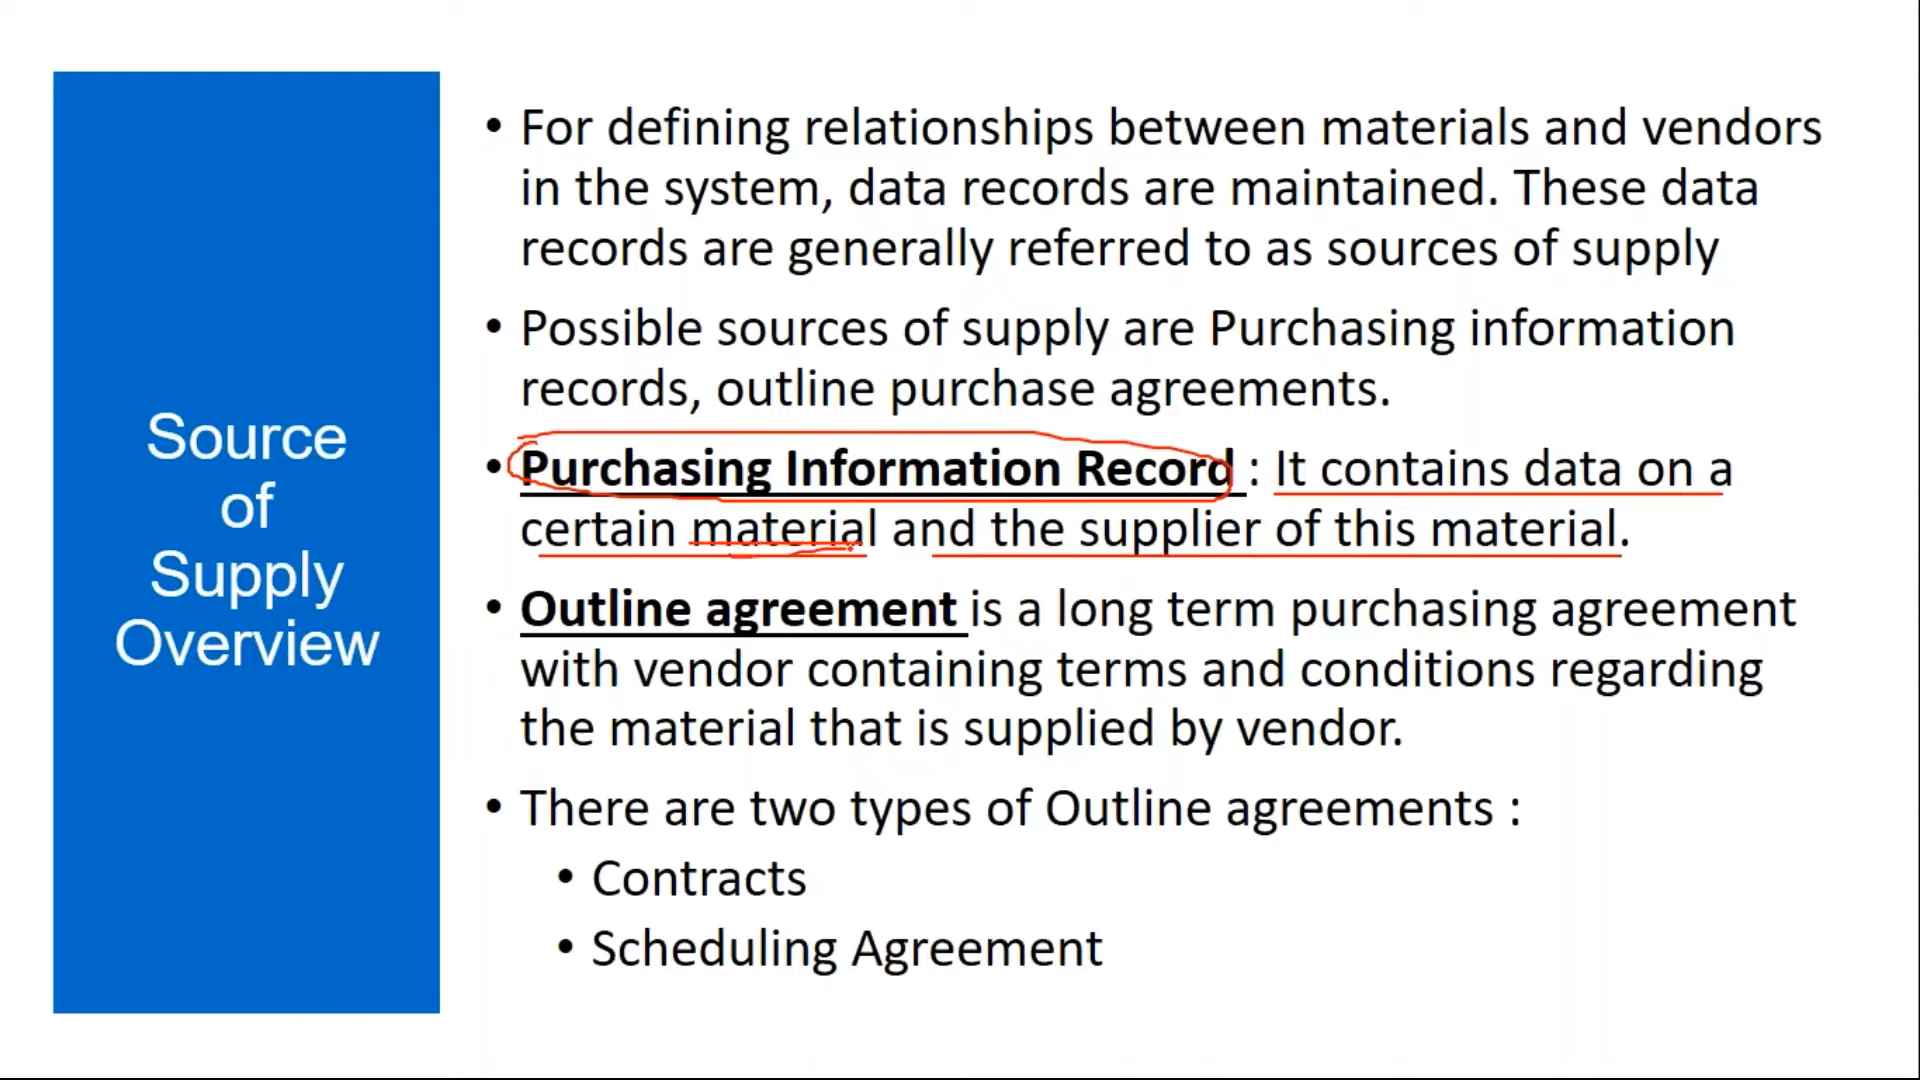 Source
of
Supply
Overview
• For defining relationships between materials and vendors
in the system, data records are maintained. These data
records are generally referred to as sources of supply
• Possible sources of supply are Purchasing information
records, outline purchase agreements.
• Purchasing Information Record : It contains data on a
certain material and the supplier of this material.
• Outline agreement is a long term purchasing agreement
with vendor containing terms and conditions regarding
the material that is supplied by vendor.
• There are two types of Outline agreements :
• Contracts
• Scheduling Agreement